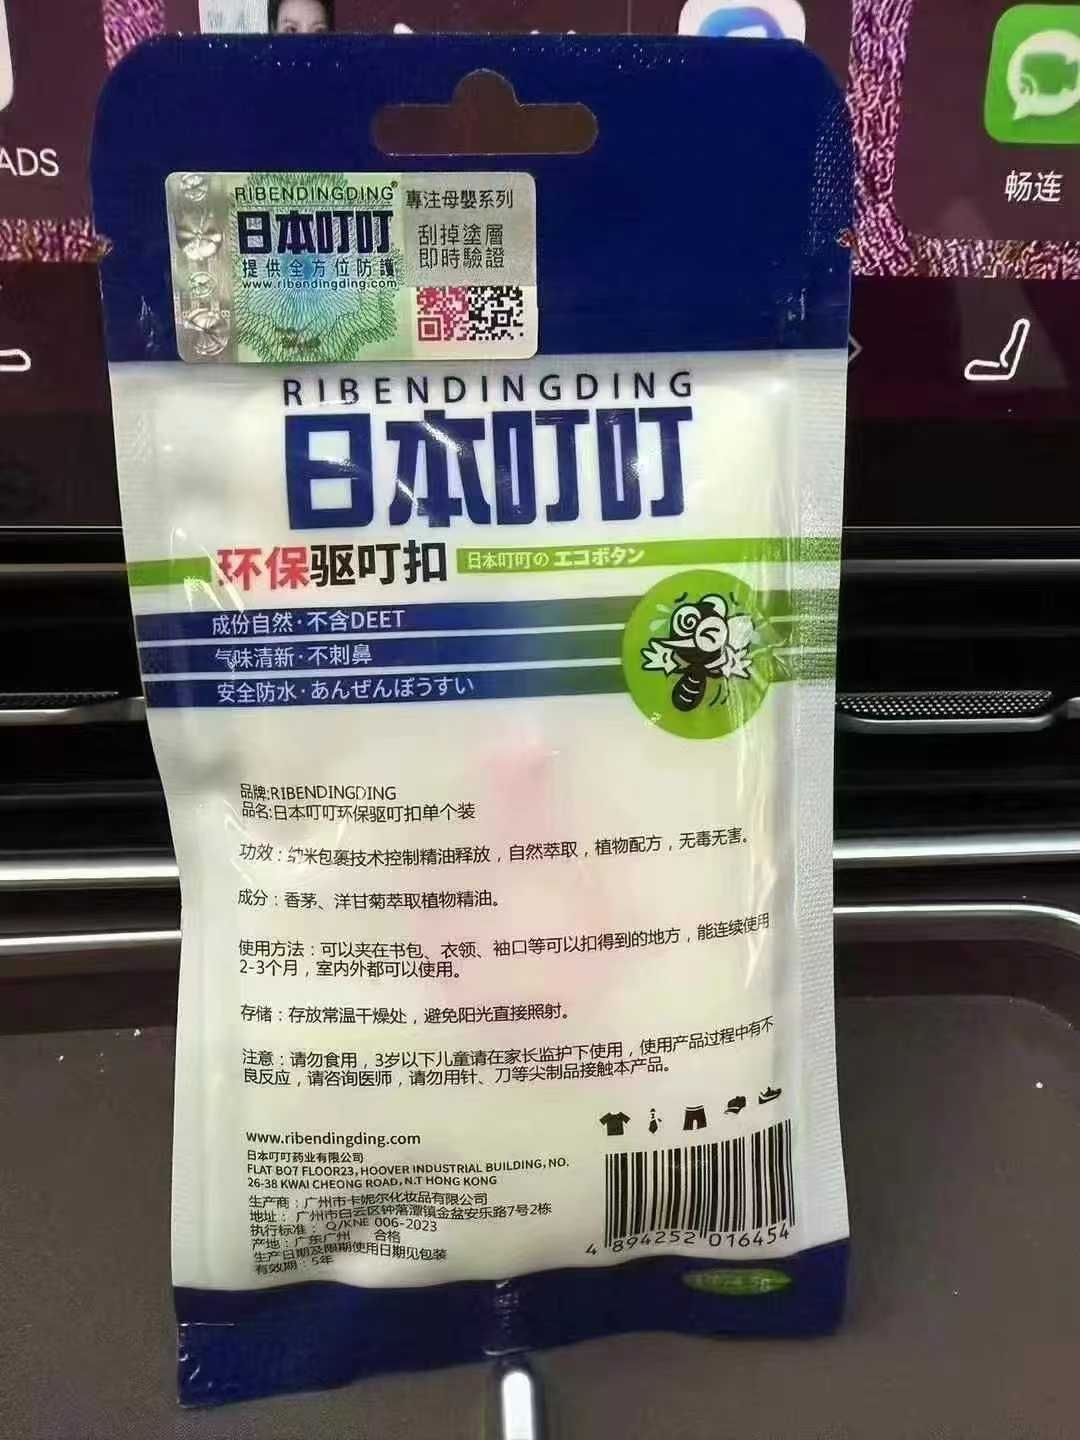 ADS
畅连
RIBENDINGDING®
日本叮叮
提供全方位防護
www.ribendingding.com
專注母嬰系列
刮掉塗層
即時驗證
RIBENDINGDING
日本叮叮
环保驱叮扣 日本叮叮の エコボタン
成份自然·不含DEET
气味清新·不刺鼻
安全防水·あんぜんぼうすい
品牌:RIBENDINGDING
品名:日本叮叮环保驱叮扣单个装
功效：纳米包裹技术控制精油释放，自然萃取，植物配方，无毒无害。
成分：香茅、洋甘菊萃取植物精油。
使用方法：可以夹在书包、衣领、袖口等可以扣得到的地方，能连续使用
2-3个月，室内外都可以使用。
存储：存放常温干燥处，避免阳光直接照射。
注意：请勿食用，3岁以下儿童请在家长监护下使用，使用产品过程中有不
良反应，请咨询医师，请勿用针、刀等尖制品接触本产品。
www.ribendingding.com
日本叮叮药业有限公司
FLAT BO7 FLOOR23, HOOVER INDUSTRIAL BUILDING, NO.
26-38 KWAI CHEONG ROAD, N.T HONG KONG
生产商：广州市卡妮尔化妆品有限公司
地址：广州市白云区钟落潭镇金盆安乐路7号2栋
执行标准：Q/KNE 006-2023
产地：广东广州 合格
生产日期及限期使用日期见包装
有效期：5年
4 894252 016454